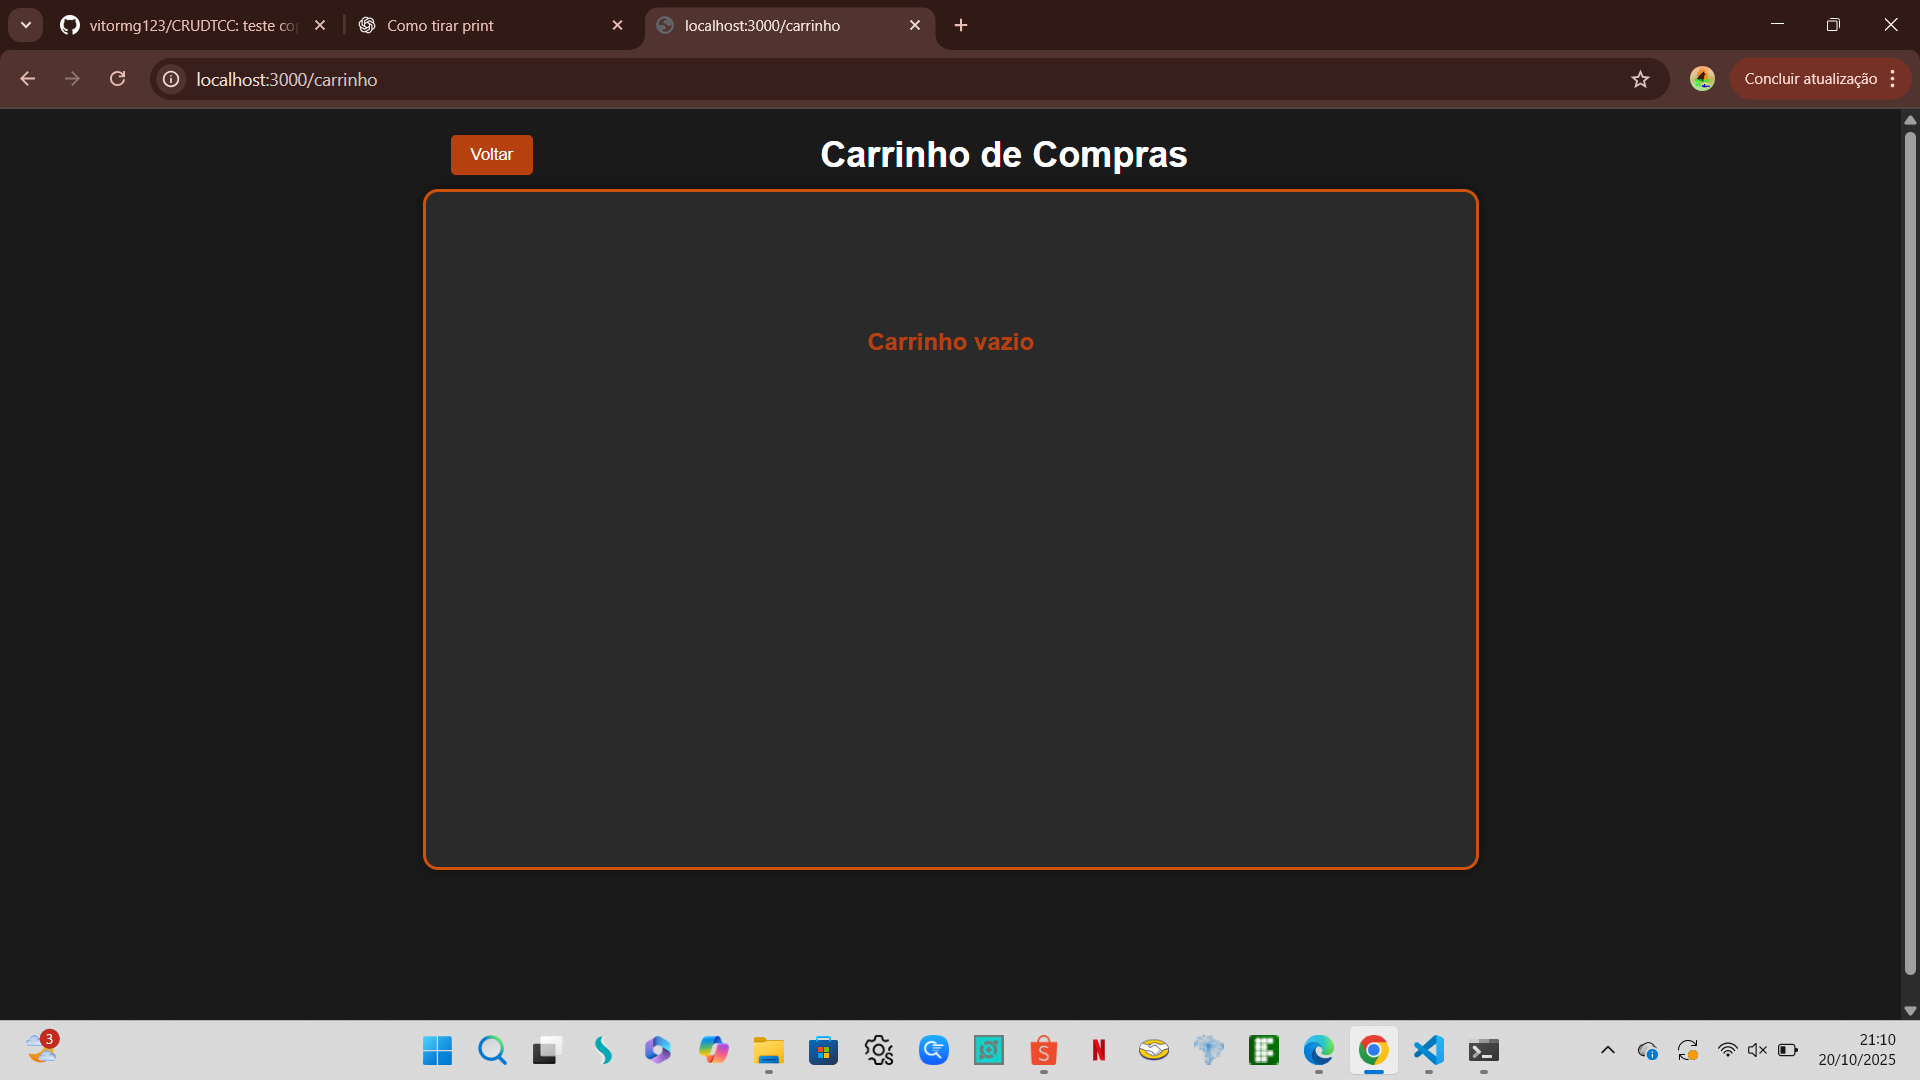 vitormg123/CRUDTCC: teste co
Como tirar print
localhost:3000/carrinho
localhost:3000/carrinho
Concluir atualização
Voltar
Carrinho de Compras
Carrinho vazio
3
21:10
20/10/2025